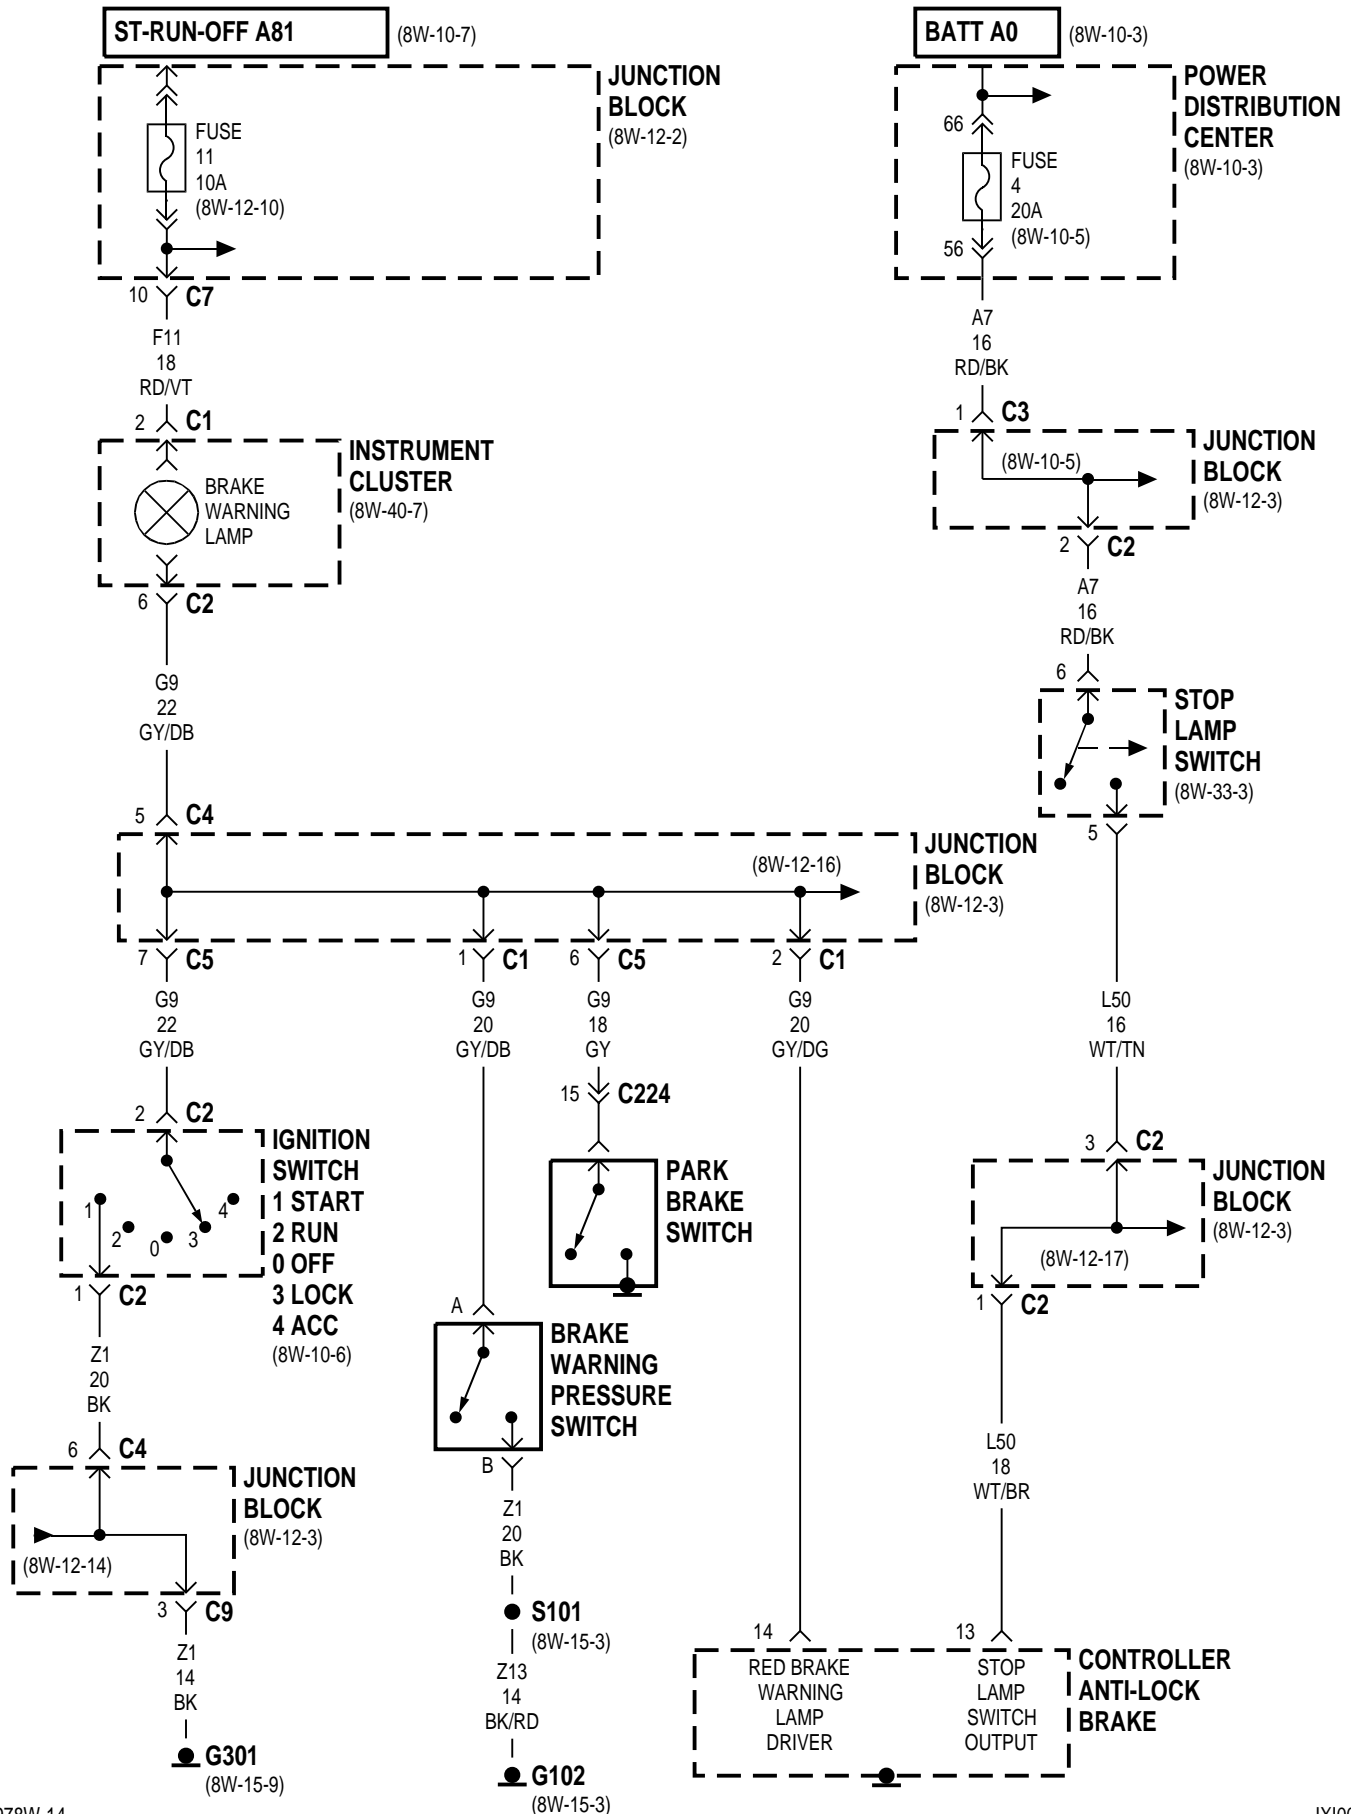 ST-RUN-OFF A81
(8W-10-7)
BATT A0
(8W-10-3)
JUNCTION
BLOCK
(8W-12-2)
FUSE
11
10A
(8W-12-10)
10
C7
F11
18
RD/VT
2
C1
POWER
DISTRIBUTION
CENTER
(8W-10-3)
66
FUSE
4
20A
(8W-10-5)
56
A7
16
RD/BK
1
C3
INSTRUMENT
CLUSTER
(8W-40-7)
BRAKE
WARNING
LAMP
6
C2
G9
22
GY/DB
5
C4
JUNCTION
BLOCK
(8W-12-3)
(8W-10-5)
2
C2
A7
16
RD/BK
6
STOP
LAMP
SWITCH
(8W-33-3)
5
JUNCTION
BLOCK
(8W-12-3)
(8W-12-16)
7
C5
1
C1
6
C5
2
C1
G9
22
GY/DB
G9
20
GY/DB
G9
18
GY
G9
20
GY/DG
L50
16
WT/TN
2
C2
15
C224
3
C2
IGNITION
SWITCH
1 START
2 RUN
0 OFF
3 LOCK
4 ACC
(8W-10-6)
1
2
0
3
4
1
C2
PARK
BRAKE
SWITCH
JUNCTION
BLOCK
(8W-12-3)
(8W-12-17)
1
C2
Z1
20
BK
6
C4
A
BRAKE
WARNING
PRESSURE
SWITCH
B
L50
18
WT/BR
JUNCTION
BLOCK
(8W-12-3)
(8W-12-14)
3
C9
Z1
14
BK
G301
(8W-15-9)
Z1
20
BK
S101
(8W-15-3)
Z13
14
BK/RD
G102
(8W-15-3)
14
13
RED BRAKE
WARNING
LAMP
DRIVER
STOP
LAMP
SWITCH
OUTPUT
CONTROLLER
ANTI-LOCK
BRAKE